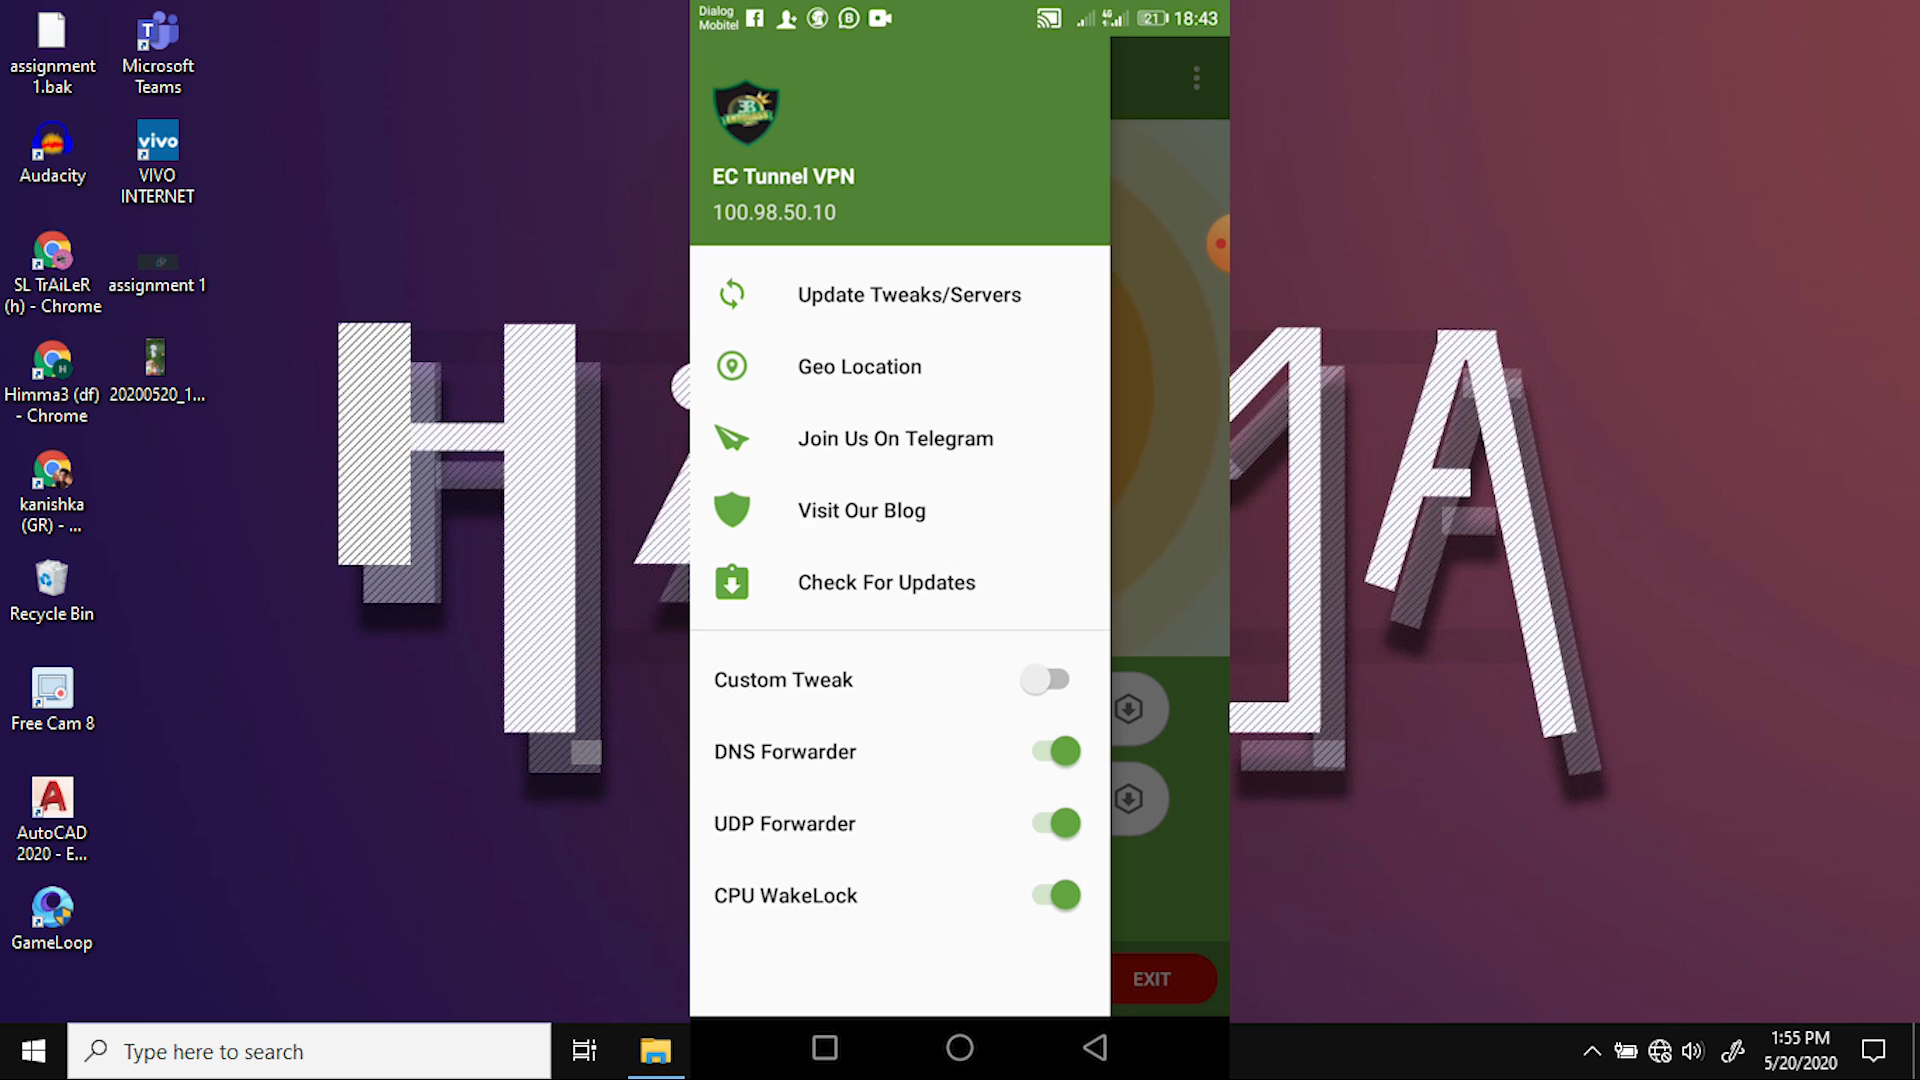 assignment
1.bak
Microsoft
Teams
Audacity
vivo
VIVO
INTERNET
SL TrAiLeR
(h) - Chrome
assignment 1
Himma3 (df)
- Chrome
20200520_1...
kanishka
(GR) - ...
Recycle Bin
Free Cam 8
AutoCAD
2020 - E...
GameLoop
Dialog
Mobitel
4G
21
18:43
EC Tunnel VPN
100.98.50.10
Update Tweaks/Servers
Geo Location
Join Us On Telegram
Visit Our Blog
Check For Updates
Custom Tweak
DNS Forwarder
UDP Forwarder
CPU WakeLock
EXIT
Type here to search
1:55 PM
5/20/2020